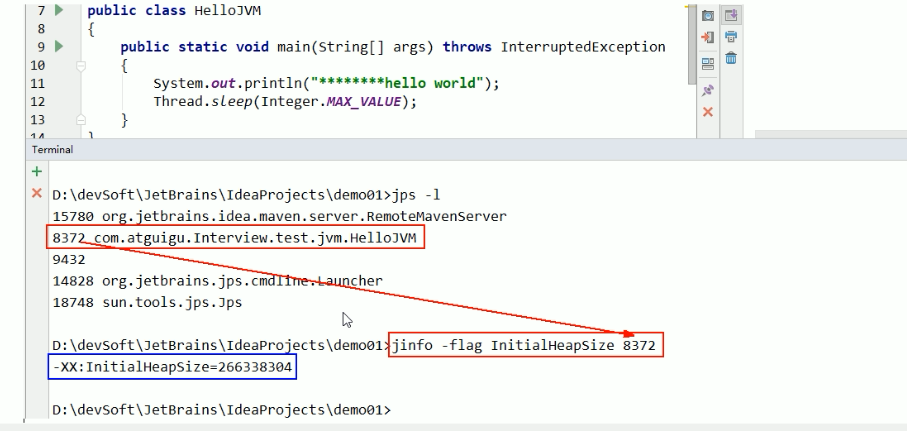 7 public class HelloJVM
8 {
9 public static void main(String[] args) throws InterruptedException
10 {
11 System.out.println("********hello world");
12 Thread.sleep(Integer.MAX_VALUE);
13 }
14 }
Terminal
D:\devSoft\JetBrains\IdeaProjects\demo01>jps -l
15780 org.jetbrains.idea.maven.server.RemoteMavenServer
8372 com.atguigu.Interview.test.jvm.HelloJVM
9432
14828 org.jetbrains.jps.cmdline.Launcher
18748 sun.tools.jps.Jps
D:\devSoft\JetBrains\IdeaProjects\demo01>jinfo -flag InitialHeapSize 8372
-XX:InitialHeapSize=266338304
D:\devSoft\JetBrains\IdeaProjects\demo01>